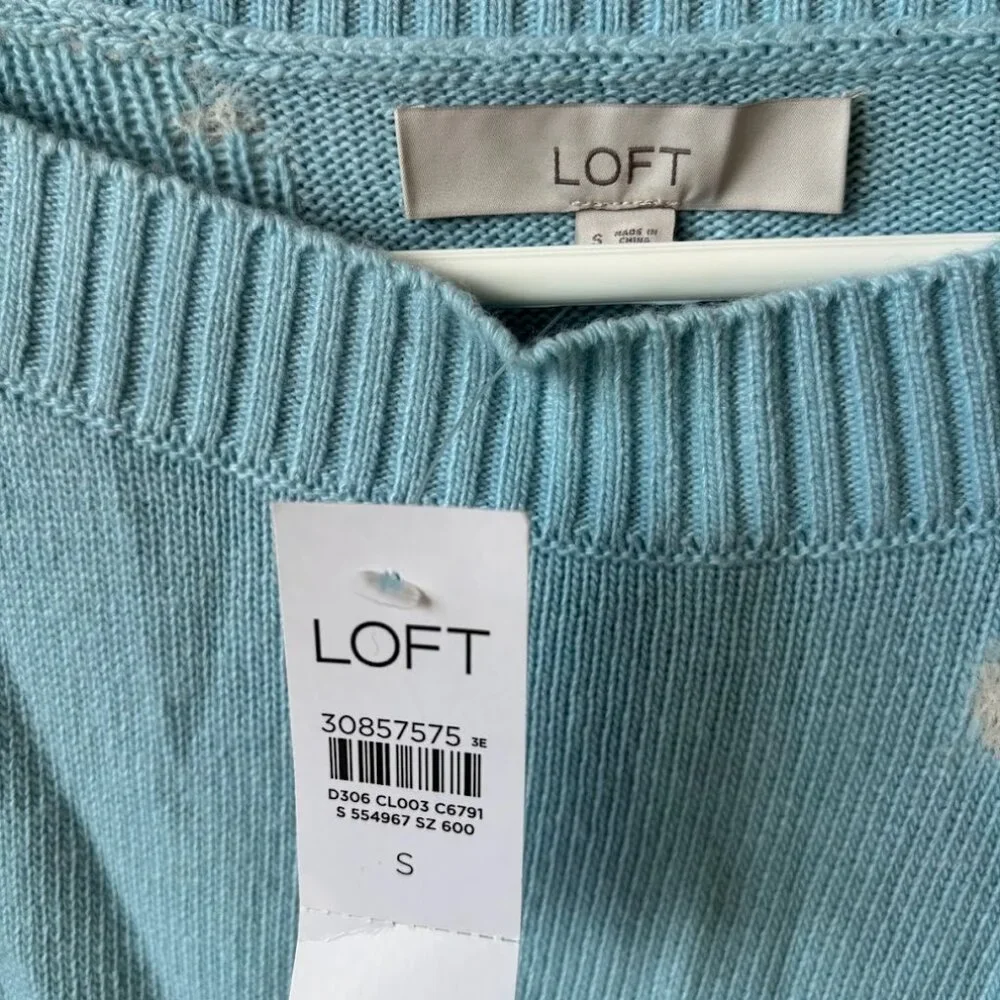 LOFT
S MADE IN
CHINA
LOFT
30857575 3E
D306 CL003 C6791
S 554967 SZ 600
S